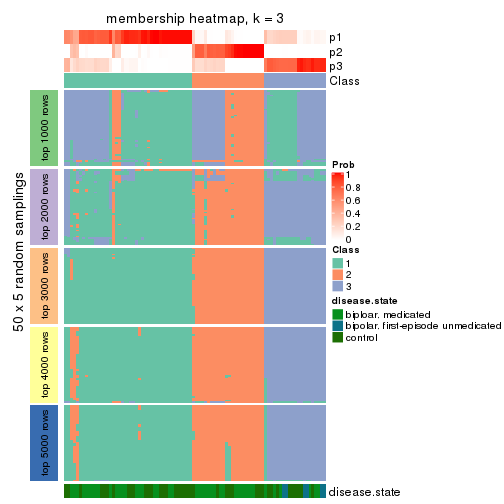 membership heatmap, k = 3
p1
p2
p3
Class
50 x 5 random samplings
top 1000 rows
top 2000 rows
top 3000 rows
top 4000 rows
top 5000 rows
Prob
1
0.8
0.6
0.4
0.2
0
Class
1
2
3
disease.state
biploar. medicated
bipolar. first-episode unmedicated
control
disease.state